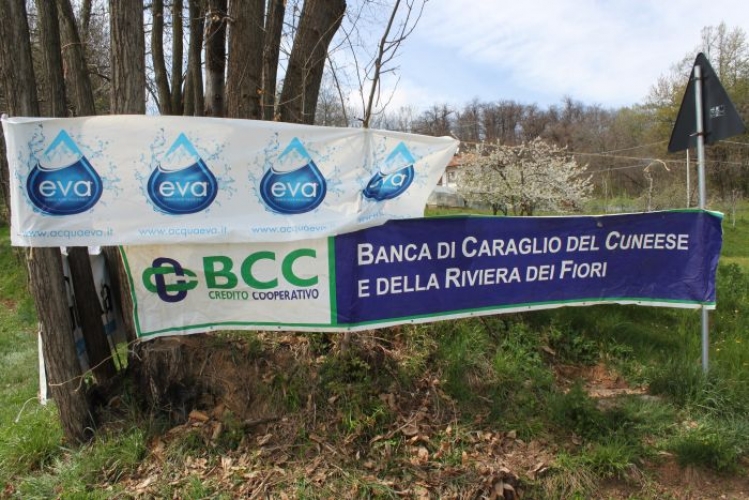 eva eva eva eva
www.acquaeva.it www.acquaeva.it www.acquaeva.it
BCC
CREDITO COOPERATIVO
BANCA DI CARAGLIO DEL CUNEESE
E DELLA RIVIERA DEI FIORI